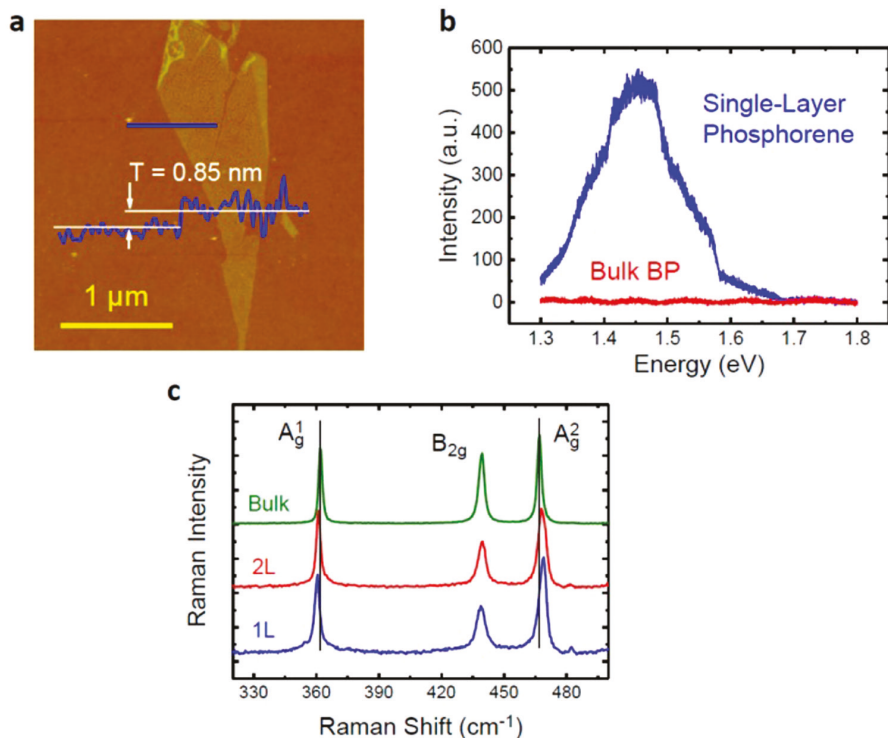 a
T = 0.85 nm
1 µm
b
600
500
400
300
200
100
0
Intensity (a.u.)
Single-Layer
Phosphorene
Bulk BP
1.3 1.4 1.5 1.6 1.7 1.8
Energy (eV)
c
A¹g
B2g
A²g
Bulk
2L
1L
Raman Intensity
330 360 390 420 450 480
Raman Shift (cm⁻¹)